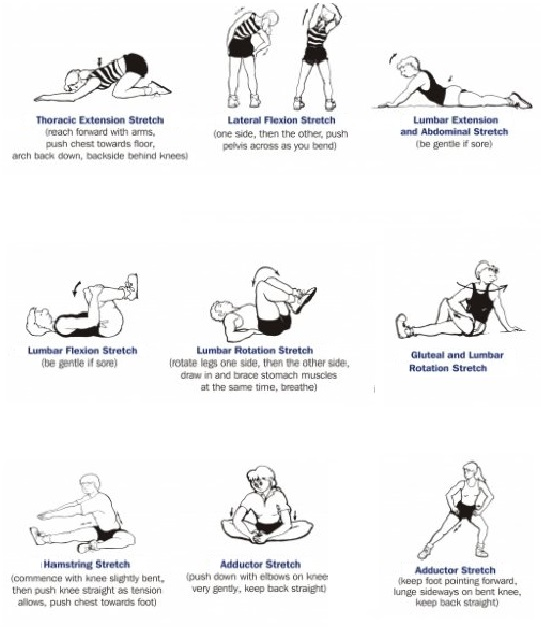 Thoracic Extension Stretch
(reach forward with arms,
push chest towards floor,
arch back down, backside behind knees)
Lateral Flexion Stretch
(one side, then the other, push
pelvis across as you bend)
Lumbar Extension
and Abdominal Stretch
(be gentle if sore)
Lumbar Flexion Stretch
(be gentle if sore)
Lumbar Rotation Stretch
(rotate legs one side, then the other side,
draw in and brace stomach muscles
at the same time, breathe)
Gluteal and Lumbar
Rotation Stretch
Hamstring Stretch
(commence with knee slightly bent,
then push knee straight as tension
allows, push chest towards foot)
Adductor Stretch
(push down with elbows on knee
very gently, keep back straight)
Adductor Stretch
(keep foot pointing forward,
lunge sideways on bent knee,
keep back straight)